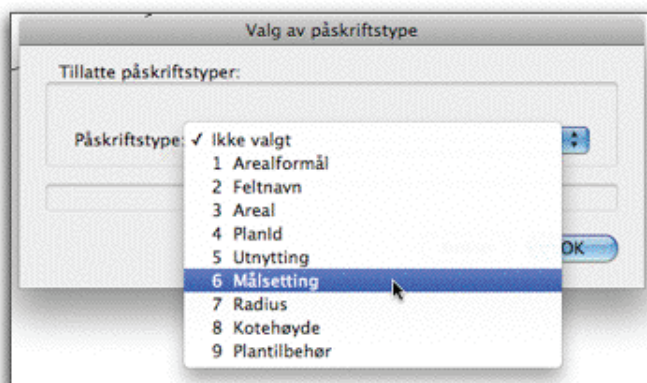 Valg av påskriftstype
Tillatte påskriftstyper:
Påskriftstype: ✓ Ikke valgt
1 Arealformål
2 Feltnavn
3 Areal
4 PlanId
5 Utnytting
OK
6 Målsetting
7 Radius
8 Kotehøyde
9 Plantilbehør